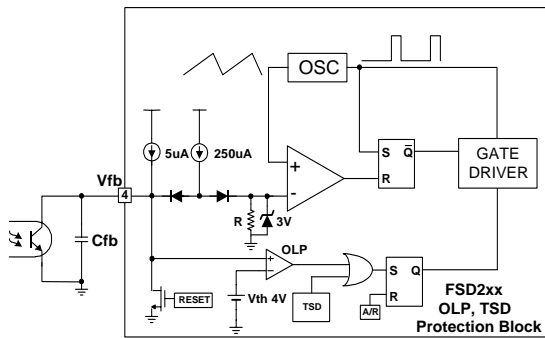 OSC
5uA
250uA
Vfb
4
+
-
S
Q
R
GATE
DRIVER
R
3V
Cfb
OLP
+
-
S
Q
R
RESET
Vth 4V
TSD
A/R
FSD2xx
OLP, TSD
Protection Block